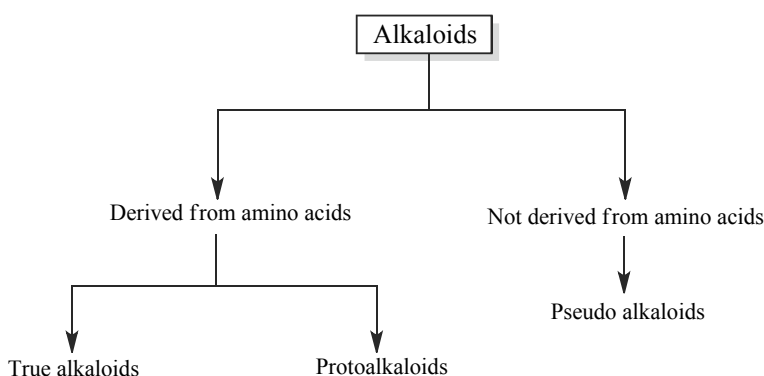 Alkaloids
Derived from amino acids
Not derived from amino acids
Pseudo alkaloids
True alkaloids
Protoalkaloids